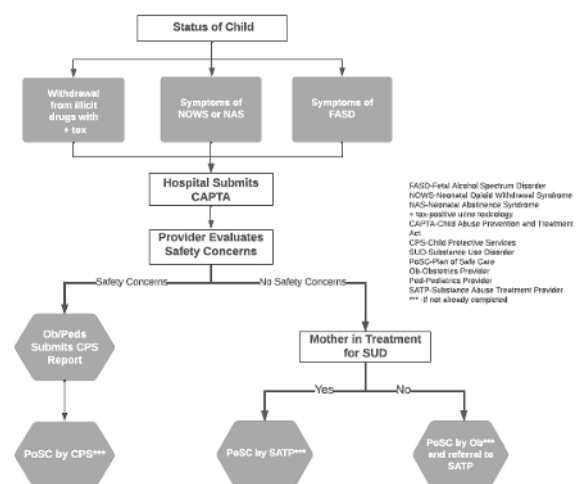 Status of Child
Withdrawal
from illicit
drugs with
+ tox
Symptoms of
NOWS or NAS
Symptoms of
FASD
Hospital Submits
CAPTA
Provider Evaluates
Safety Concerns
Safety Concerns
No Safety Concerns
Ob/Peds
Submits CPS
Report
Mother in Treatment
for SUD
Yes
No
PoSC by CPS***
PoSC by SATP***
PoSC by Ob***
and referral to
SATP
FASD-Fetal Alcohol Spectrum Disorder
NOWS-Neonatal Opioid Withdrawal Syndrome
NAS-Neonatal Abstinence Syndrome
+ tox-positive urine toxicology
CAPTA-Child Abuse Prevention and Treatment
Act
CPS-Child Protective Services
SUD-Substance Use Disorder
PoSC-Plan of Safe Care
Ob-Obstetrics Provider
Ped-Pediatrics Provider
SATP-Substance Abuse Treatment Provider
*** -If not already completed